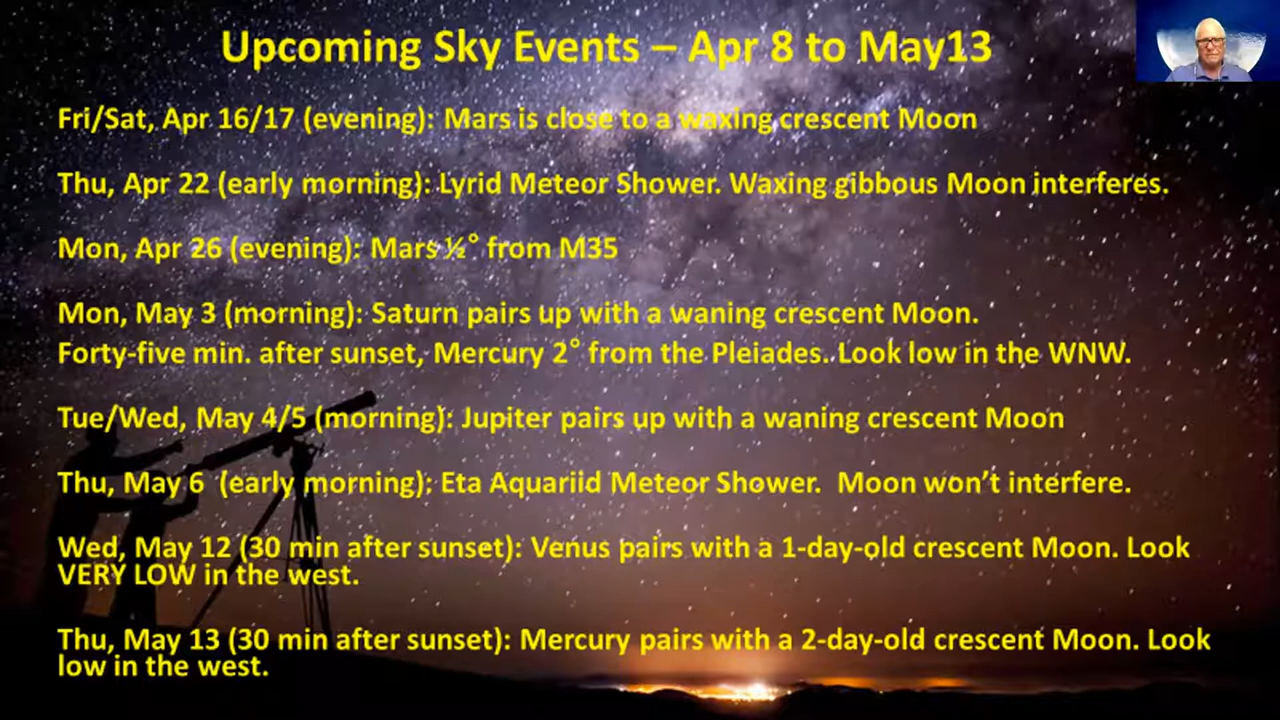 Upcoming Sky Events – Apr 8 to May13
Fri/Sat, Apr 16/17 (evening): Mars is close to a waxing crescent Moon
Thu, Apr 22 (early morning): Lyrid Meteor Shower. Waxing gibbous Moon interferes.
Mon, Apr 26 (evening): Mars ½° from M35
Mon, May 3 (morning): Saturn pairs up with a waning crescent Moon.
Forty-five min. after sunset, Mercury 2° from the Pleiades. Look low in the WNW.
Tue/Wed, May 4/5 (morning): Jupiter pairs up with a waning crescent Moon
Thu, May 6 (early morning): Eta Aquariid Meteor Shower. Moon won't interfere.
Wed, May 12 (30 min after sunset): Venus pairs with a 1-day-old crescent Moon. Look
VERY LOW in the west.
Thu, May 13 (30 min after sunset): Mercury pairs with a 2-day-old crescent Moon. Look
low in the west.